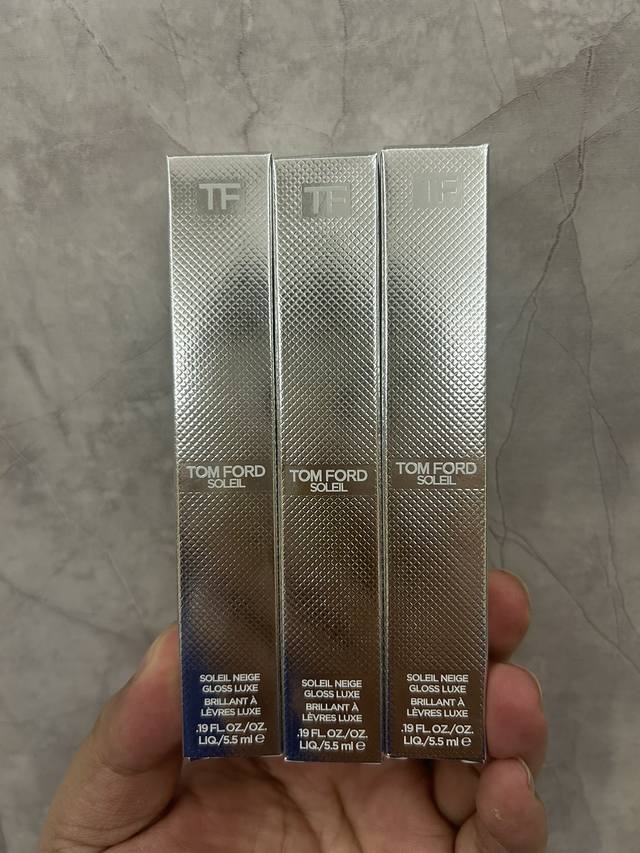 TF
TOM FORD
SOLEIL
SOLEIL NEIGE
GLOSS LUXE
BRILLANT À
LÈVRES LUXE
.19 FL. OZ./OZ.
LIQ./5.5 ml e
TF
TOM FORD
SOLEIL
SOLEIL NEIGE
GLOSS LUXE
BRILLANT À
LÈVRES LUXE
.19 FL. OZ./OZ.
LIQ./5.5 ml e
TF
TOM FORD
SOLEIL
SOLEIL NEIGE
GLOSS LUXE
BRILLANT À
LÈVRES LUXE
.19 FL. OZ./OZ.
LIQ./5.5 ml e